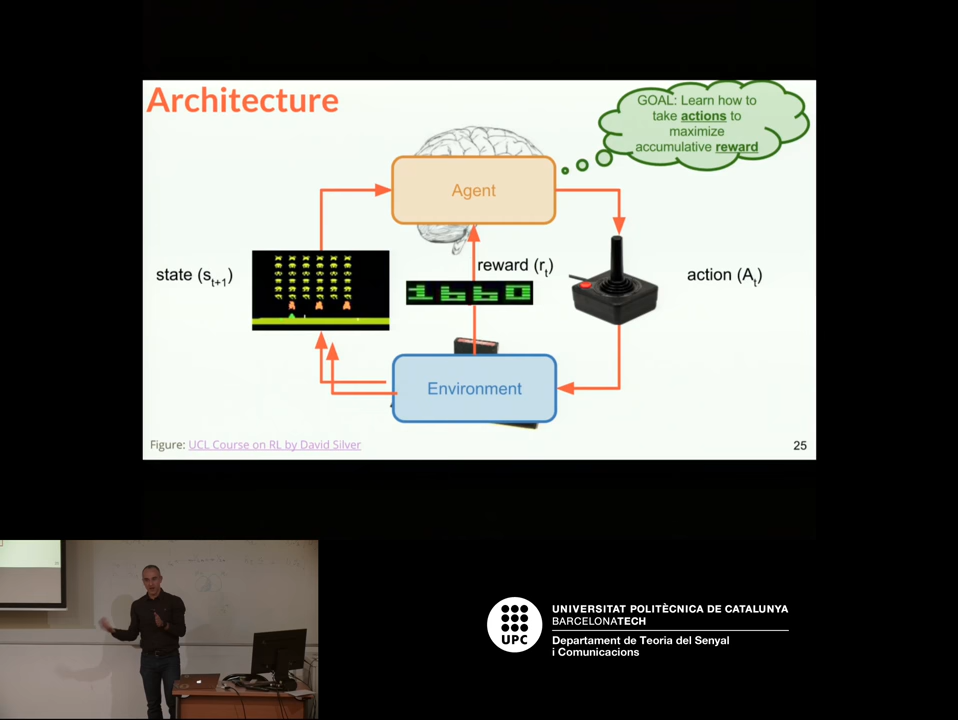 Architecture
GOAL: Learn how to
take actions to
maximize
accumulative reward
Agent
state (st+1)
reward (rt)
1660
action (At)
Environment
Figure: UCL Course on RL by David Silver
25
UPC
UNIVERSITAT POLITÈCNICA DE CATALUNYA
BARCELONATECH
Departament de Teoria del Senyal
i Comunicacions